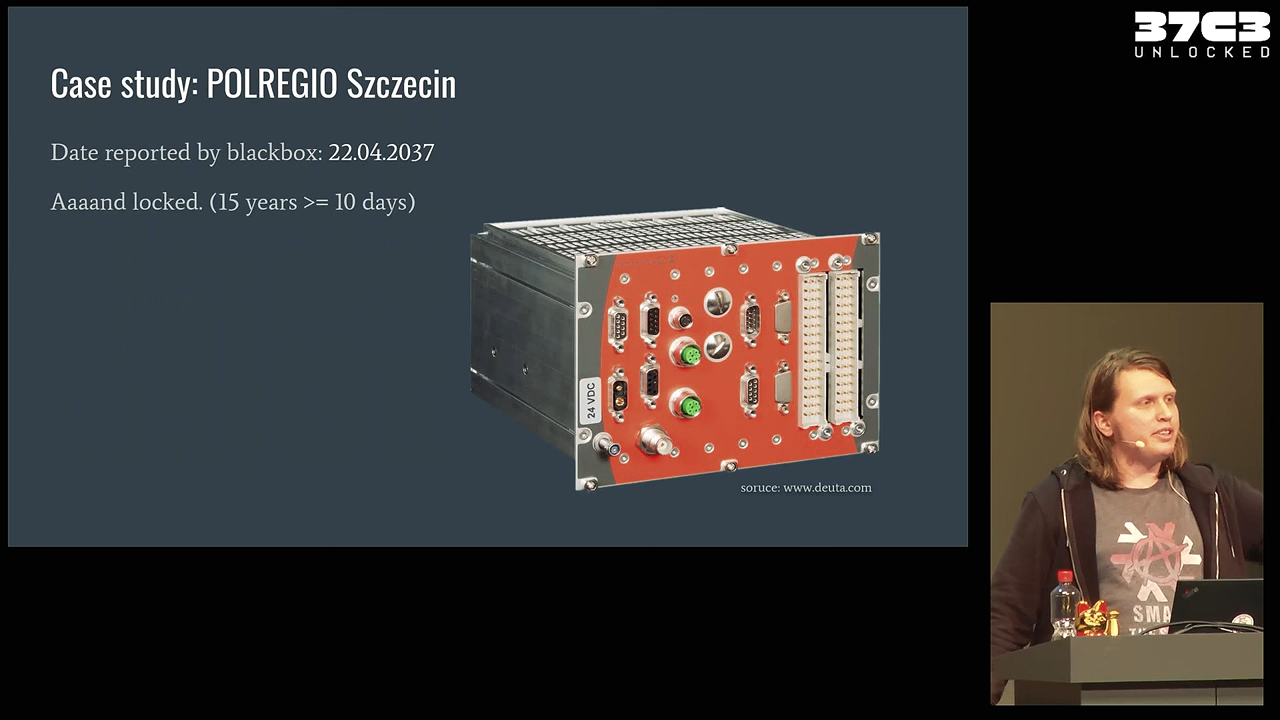 37C3
UNLOCKED
Case study: POLREGIO Szczecin
Date reported by blackbox: 22.04.2037
Aaaand locked. (15 years >= 10 days)
24 VDC
soruce: www.deuta.com
SMA